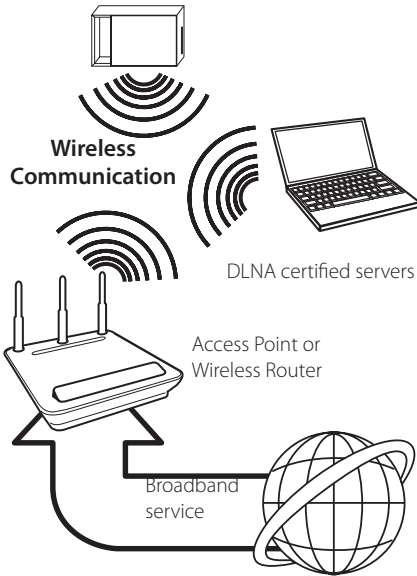 Wireless
Communication
DLNA certified servers
Access Point or
Wireless Router
Broadband
service